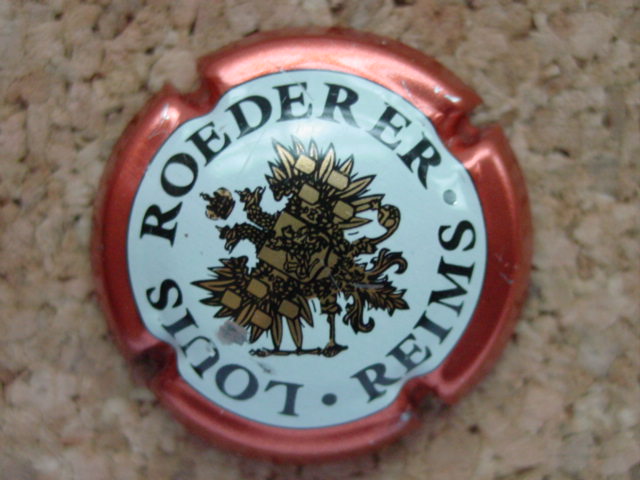 LOUIS ROEDERER · REIMS ·